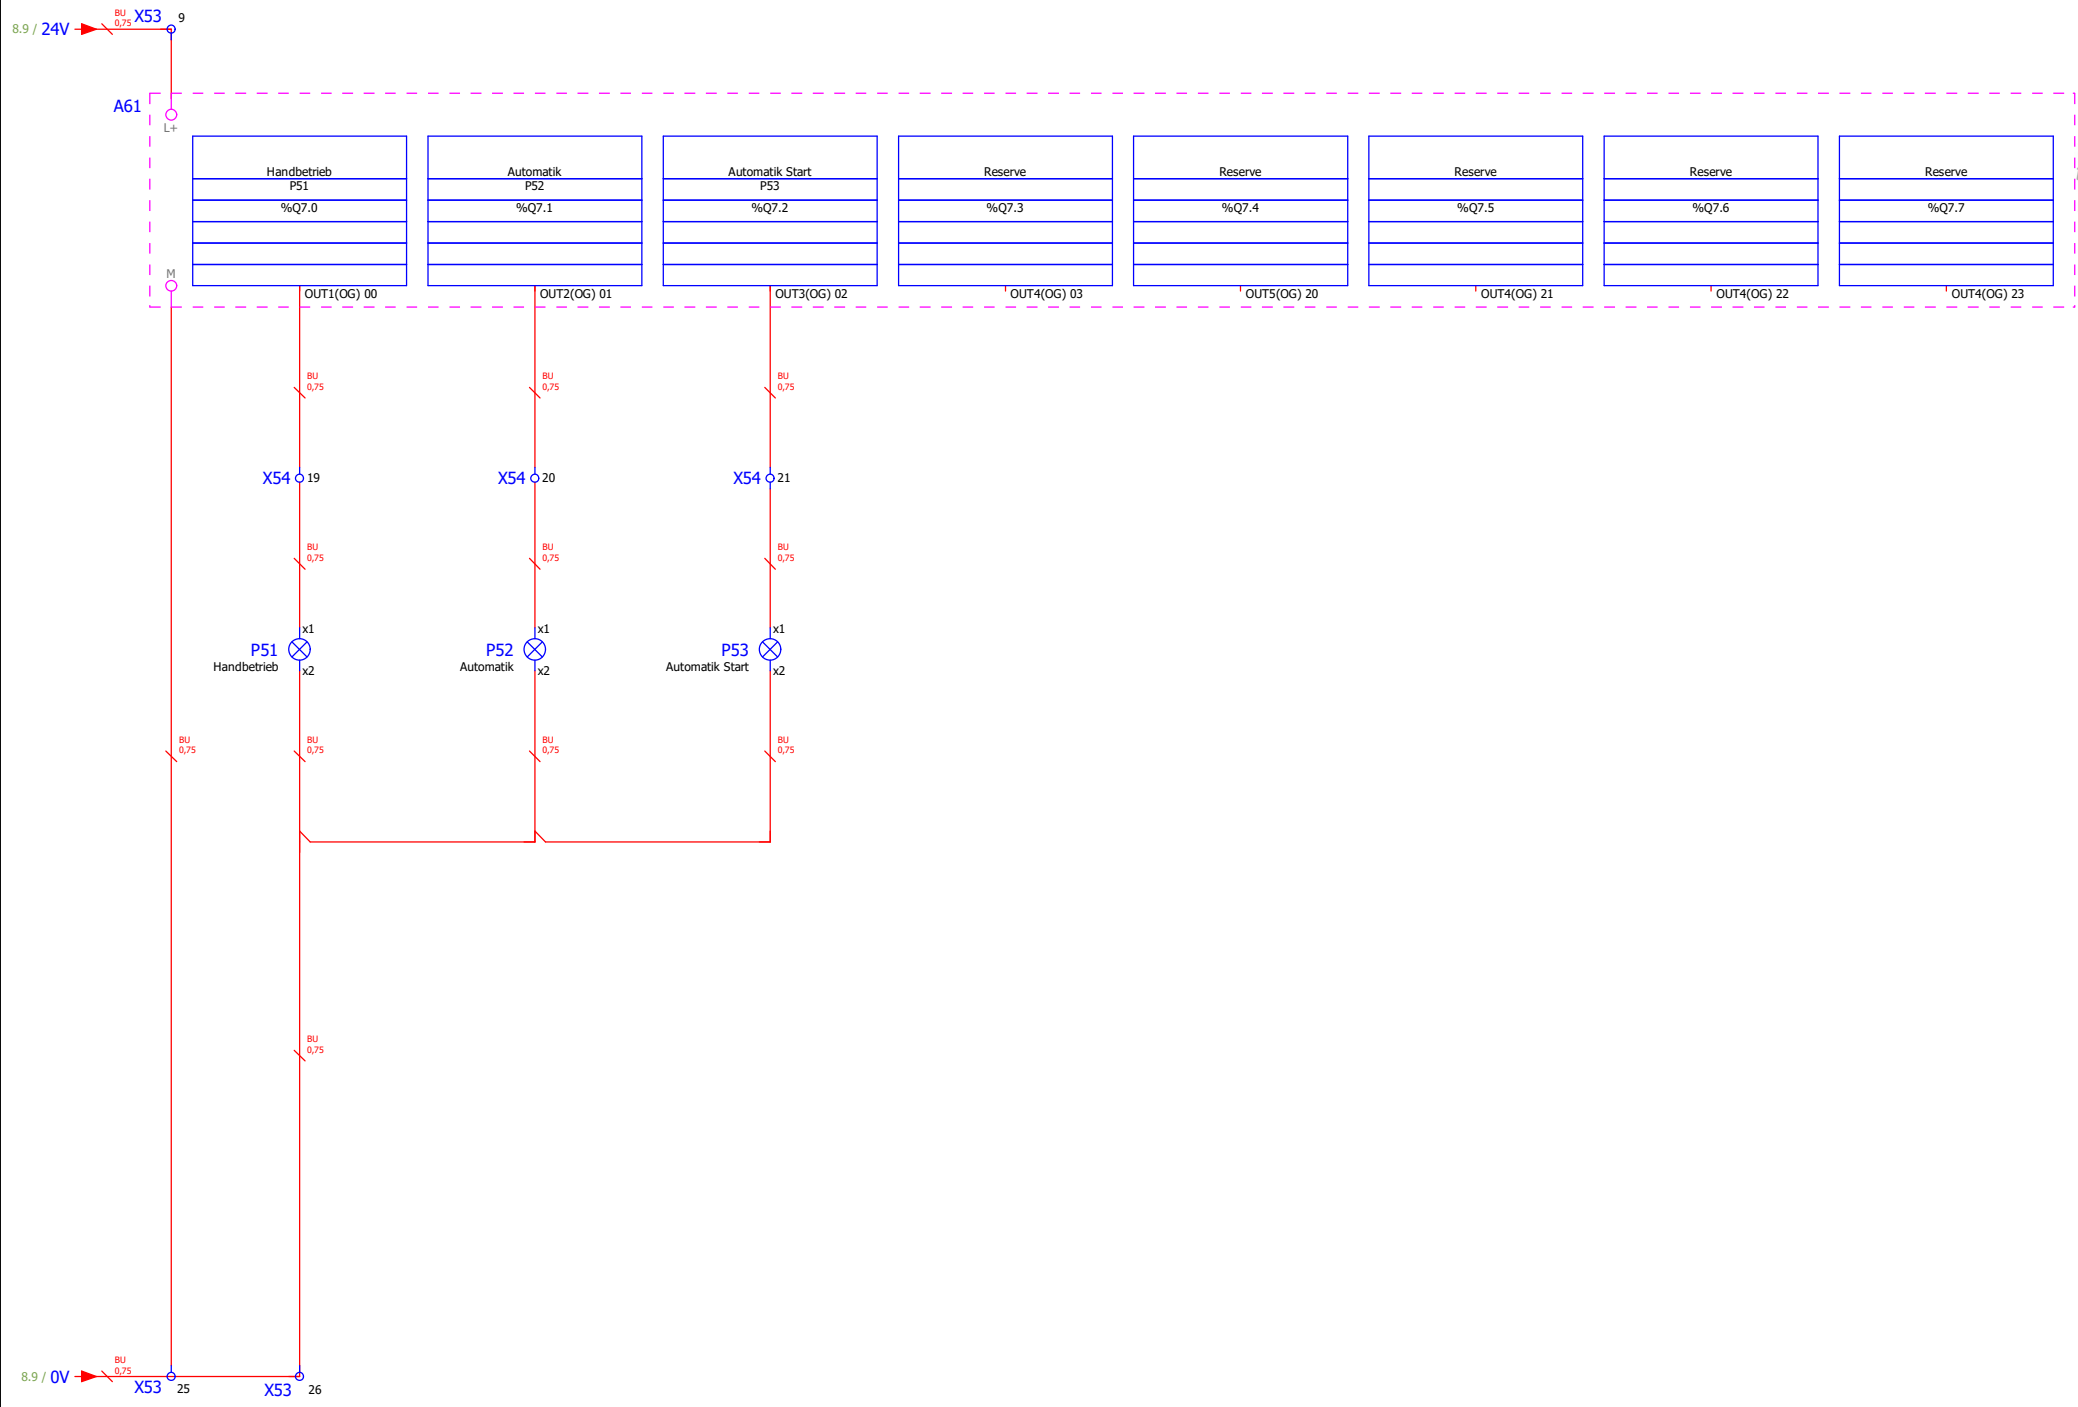 BU
0,75
X53
9
8.9 / 24V
A61
L+
Handbetrieb
Automatik
Automatik Start
Reserve
Reserve
Reserve
Reserve
Reserve
P51
P52
P53
%Q7.0
%Q7.1
%Q7.2
%Q7.3
%Q7.4
%Q7.5
%Q7.6
%Q7.7
M
OUT1(OG) 00
OUT2(OG) 01
OUT3(OG) 02
OUT4(OG) 03
OUT5(OG) 20
OUT4(OG) 21
OUT4(OG) 22
OUT4(OG) 23
BU
0,75
BU
0,75
BU
0,75
X54
19
X54
20
X54
21
BU
0,75
BU
0,75
BU
0,75
x1
x1
x1
P51
P52
P53
Handbetrieb
x2
Automatik
x2
Automatik Start
x2
BU
0,75
BU
0,75
BU
0,75
BU
0,75
BU
0,75
BU
0,75
8.9 / 0V
X53
25
X53
26